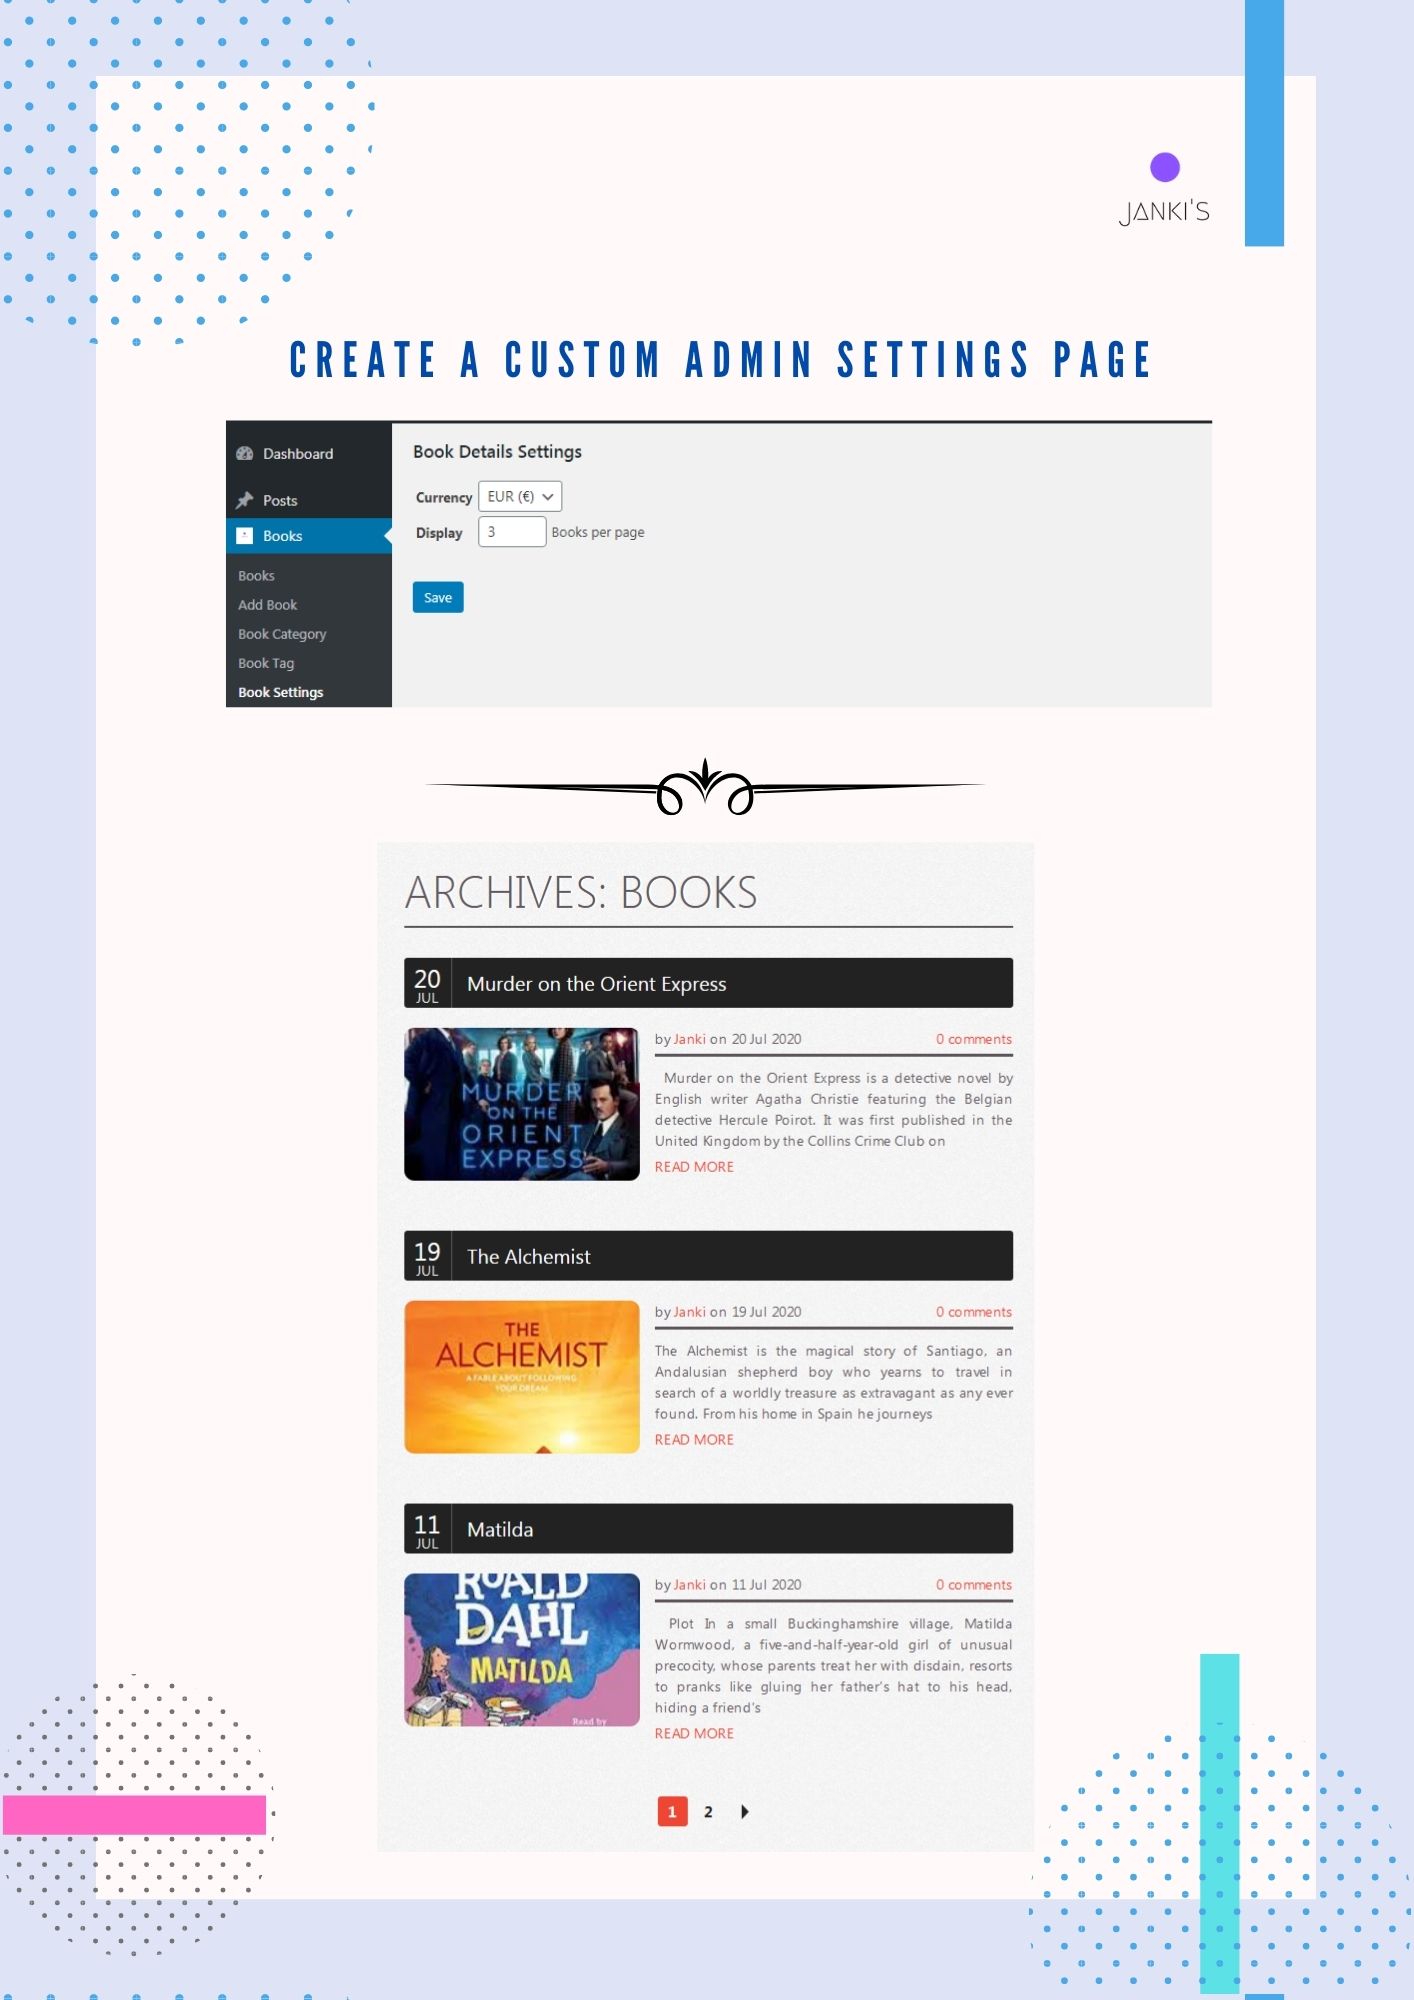 JANKI'S
CREATE A CUSTOM ADMIN SETTINGS PAGE
Dashboard
Posts
Books
Books
Add Book
Book Category
Book Tag
Book Settings
Book Details Settings
Currency EUR (€)
Display 3 Books per page
Save
ARCHIVES: BOOKS
20
JUL
Murder on the Orient Express
MURDER
ON THE
ORIENT
EXPRESS
by Janki on 20 Jul 2020 0 comments
Murder on the Orient Express is a detective novel by
English writer Agatha Christie featuring the Belgian
detective Hercule Poirot. It was first published in the
United Kingdom by the Collins Crime Club on
READ MORE
19
JUL
The Alchemist
THE
ALCHEMIST
A FABLE ABOUT FOLLOWING
YOUR DREAM
by Janki on 19 Jul 2020 0 comments
The Alchemist is the magical story of Santiago, an
Andalusian shepherd boy who yearns to travel in
search of a worldly treasure as extravagant as any ever
found. From his home in Spain he journeys
READ MORE
11
JUL
Matilda
ROALD
DAHL
MATILDA
Read by
by Janki on 11 Jul 2020 0 comments
Plot In a small Buckinghamshire village, Matilda
Wormwood, a five-and-half-year-old girl of unusual
precocity, whose parents treat her with disdain, resorts
to pranks like gluing her father's hat to his head,
hiding a friend's
READ MORE
1 2